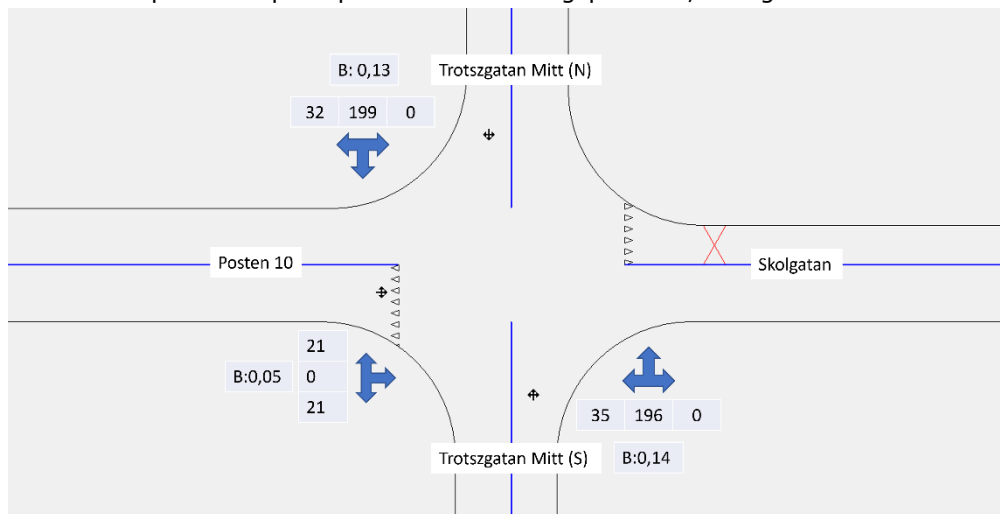 B: 0,13
Trotszgatan Mitt (N)
32 199 0
Posten 10
Skolgatan
21
B:0,05 0
21
35 196 0
Trotszgatan Mitt (S)
B:0,14